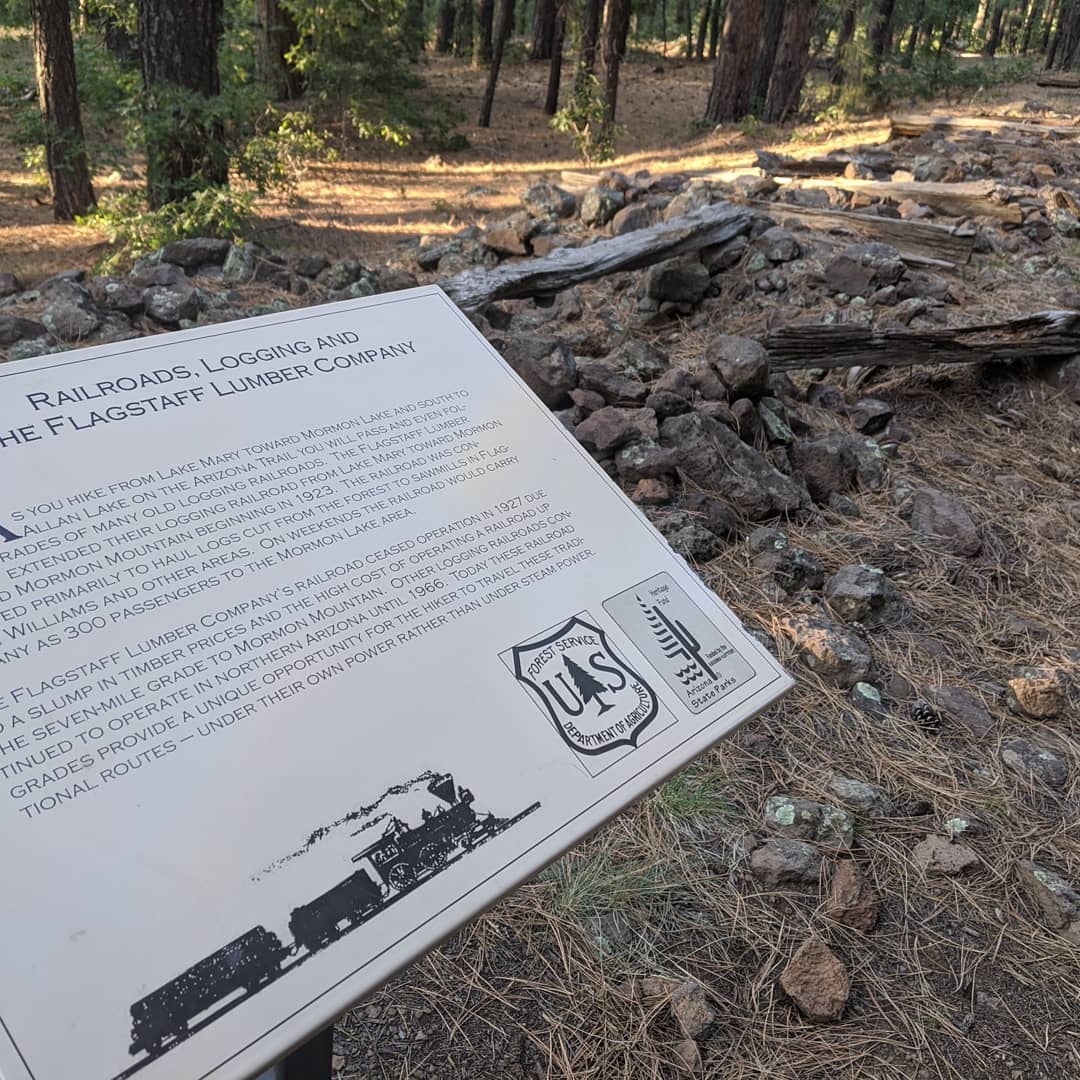 RAILROADS, LOGGING AND
HE FLAGSTAFF LUMBER COMPANY
AS YOU HIKE FROM LAKE MARY TOWARD MORMON LAKE AND SOUTH TO
ALLAN LAKE ON THE ARIZONA TRAIL YOU WILL PASS AND EVEN FOL-
RADES OF MANY OLD LOGGING RAILROADS. THE FLAGSTAFF LUMBER
EXTENDED THEIR LOGGING RAILROAD FROM LAKE MARY TOWARD MORMON
D MORMON MOUNTAIN BEGINNING IN 1923. THE RAILROAD WAS CON-
ED PRIMARILY TO HAUL LOGS CUT FROM THE FOREST TO SAWMILLS IN FLAG-
WILLIAMS AND OTHER AREAS. ON WEEKENDS THE RAILROAD WOULD CARRY
ANY AS 300 PASSENGERS TO THE MORMON LAKE AREA.
E FLAGSTAFF LUMBER COMPANY'S RAILROAD CEASED OPERATION IN 1927 DUE
O A SLUMP IN TIMBER PRICES AND THE HIGH COST OF OPERATING A RAILROAD UP
HE SEVEN-MILE GRADE TO MORMON MOUNTAIN. OTHER LOGGING RAILROADS CON-
TINUED TO OPERATE IN NORTHERN ARIZONA UNTIL 1966. TODAY THESE RAILROAD
GRADES PROVIDE A UNIQUE OPPORTUNITY FOR THE HIKER TO TRAVEL THESE TRADI-
TIONAL ROUTES – UNDER THEIR OWN POWER RATHER THAN UNDER STEAM POWER.
FOREST SERVICE
US
DEPARTMENT OF AGRICULTURE
Heritage
Fund
Funded by the
Arizona
State Parks